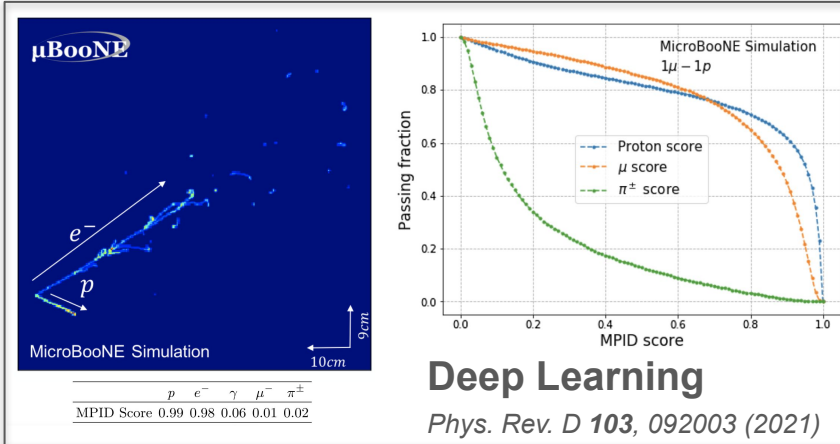 μBooNE
e⁻
p
9cm
10cm
MicroBooNE Simulation
p e⁻ γ μ⁻ π±
MPID Score 0.99 0.98 0.06 0.01 0.02
MicroBooNE Simulation
1μ − 1p
Proton score
μ score
π± score
Passing fraction
1.0
0.8
0.6
0.4
0.2
0.0
0.0 0.2 0.4 0.6 0.8 1.0
MPID score
Deep Learning
Phys. Rev. D 103, 092003 (2021)